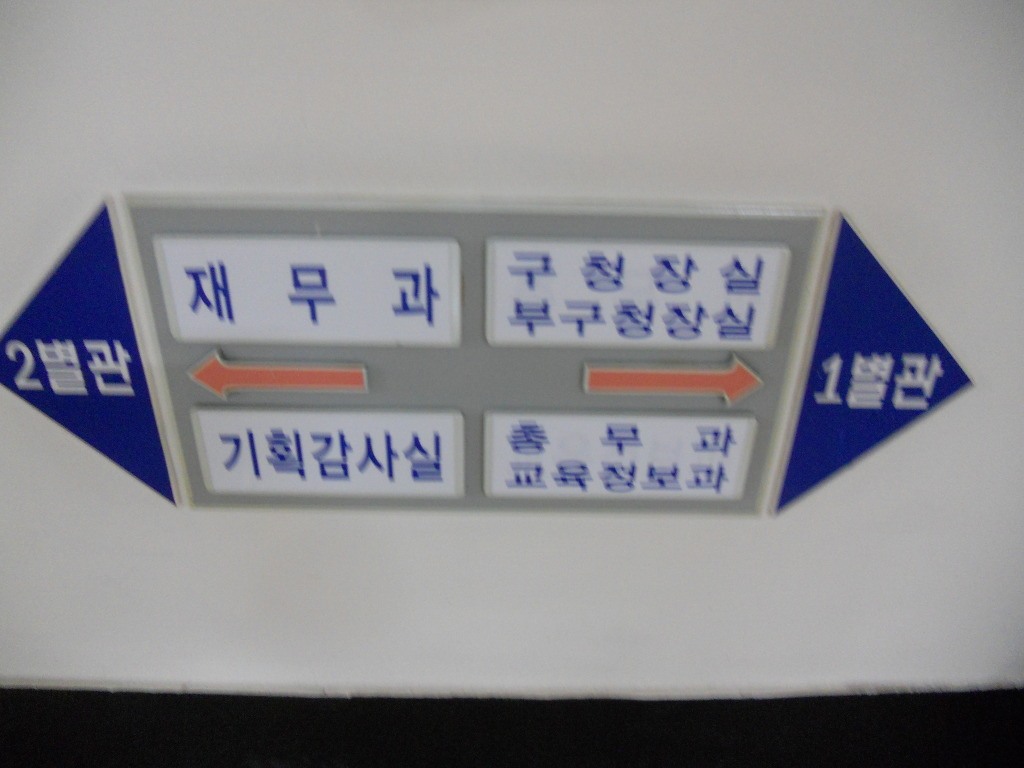 2별관
재 무 과
기획감사실
구 청 장 실
부구청장실
총 무 과
교육정보과
1별관